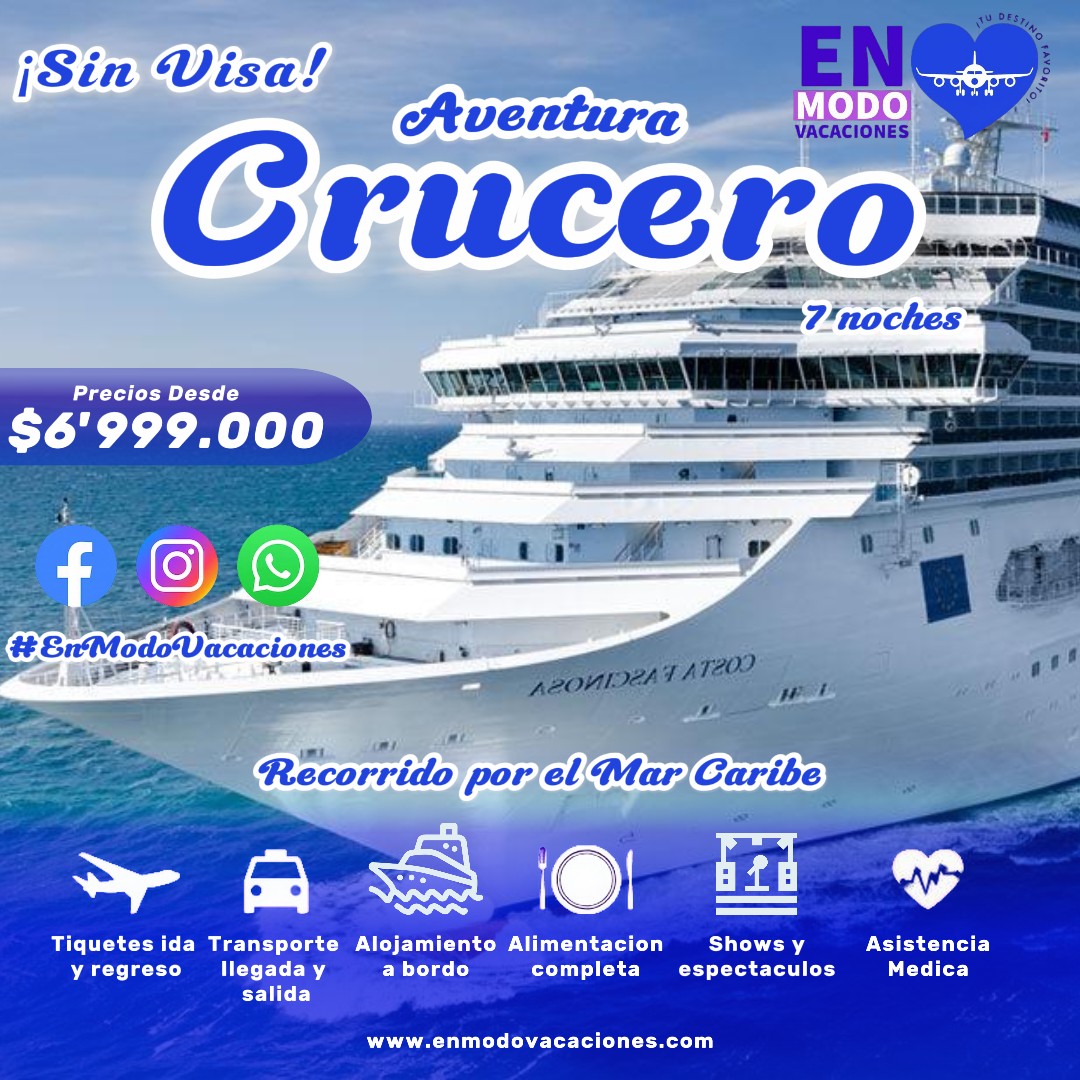 ¡Sin Visa!
EN
MODO
VACACIONES
¡TU DESTINO FAVORITO!
Aventura
Crucero
7 noches
Precios Desde
$6'999.000
#EnModoVacaciones
COSTA FASCINOSA
Recorrido por el Mar Caribe
Tiquetes ida
y regreso
Transporte
llegada y
salida
Alojamiento
a bordo
Alimentacion
completa
Shows y
espectaculos
Asistencia
Medica
www.enmodovacaciones.com